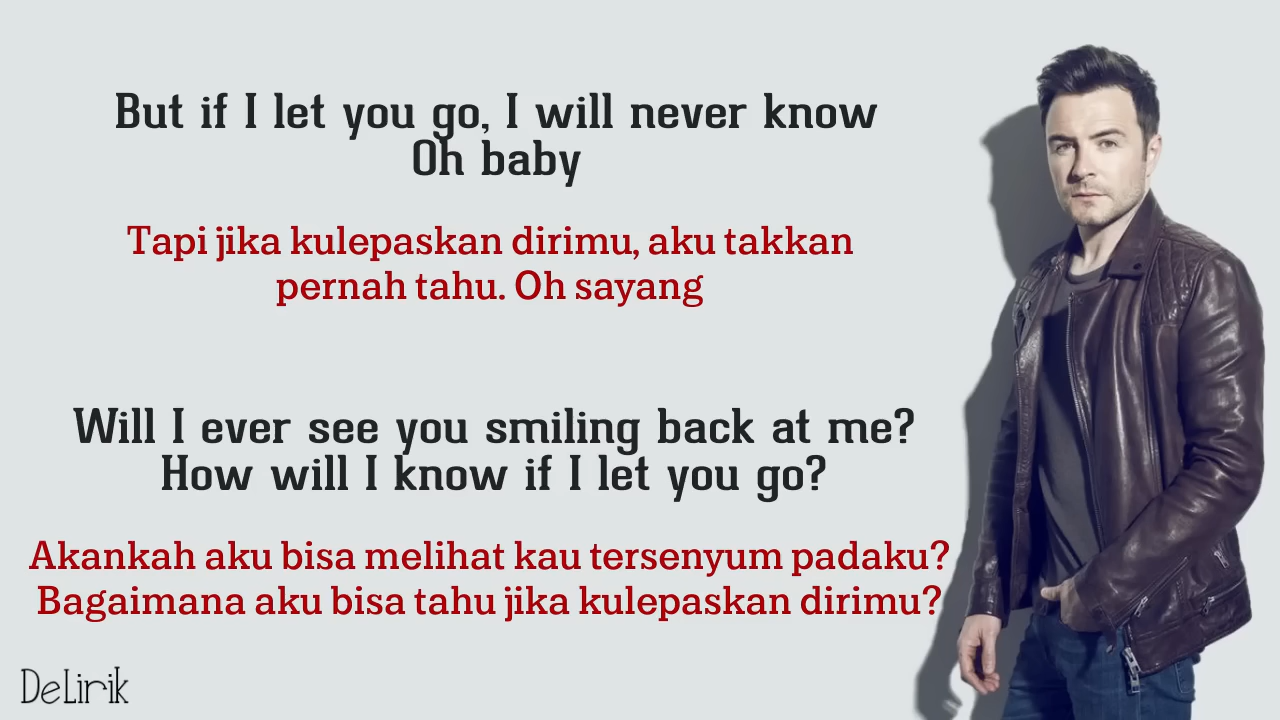 But if I let you go, I will never know
Oh baby
Tapi jika kulepaskan dirimu, aku takkan
pernah tahu. Oh sayang
Will I ever see you smiling back at me?
How will I know if I let you go?
Akankah aku bisa melihat kau tersenyum padaku?
Bagaimana aku bisa tahu jika kulepaskan dirimu?
DeLirik